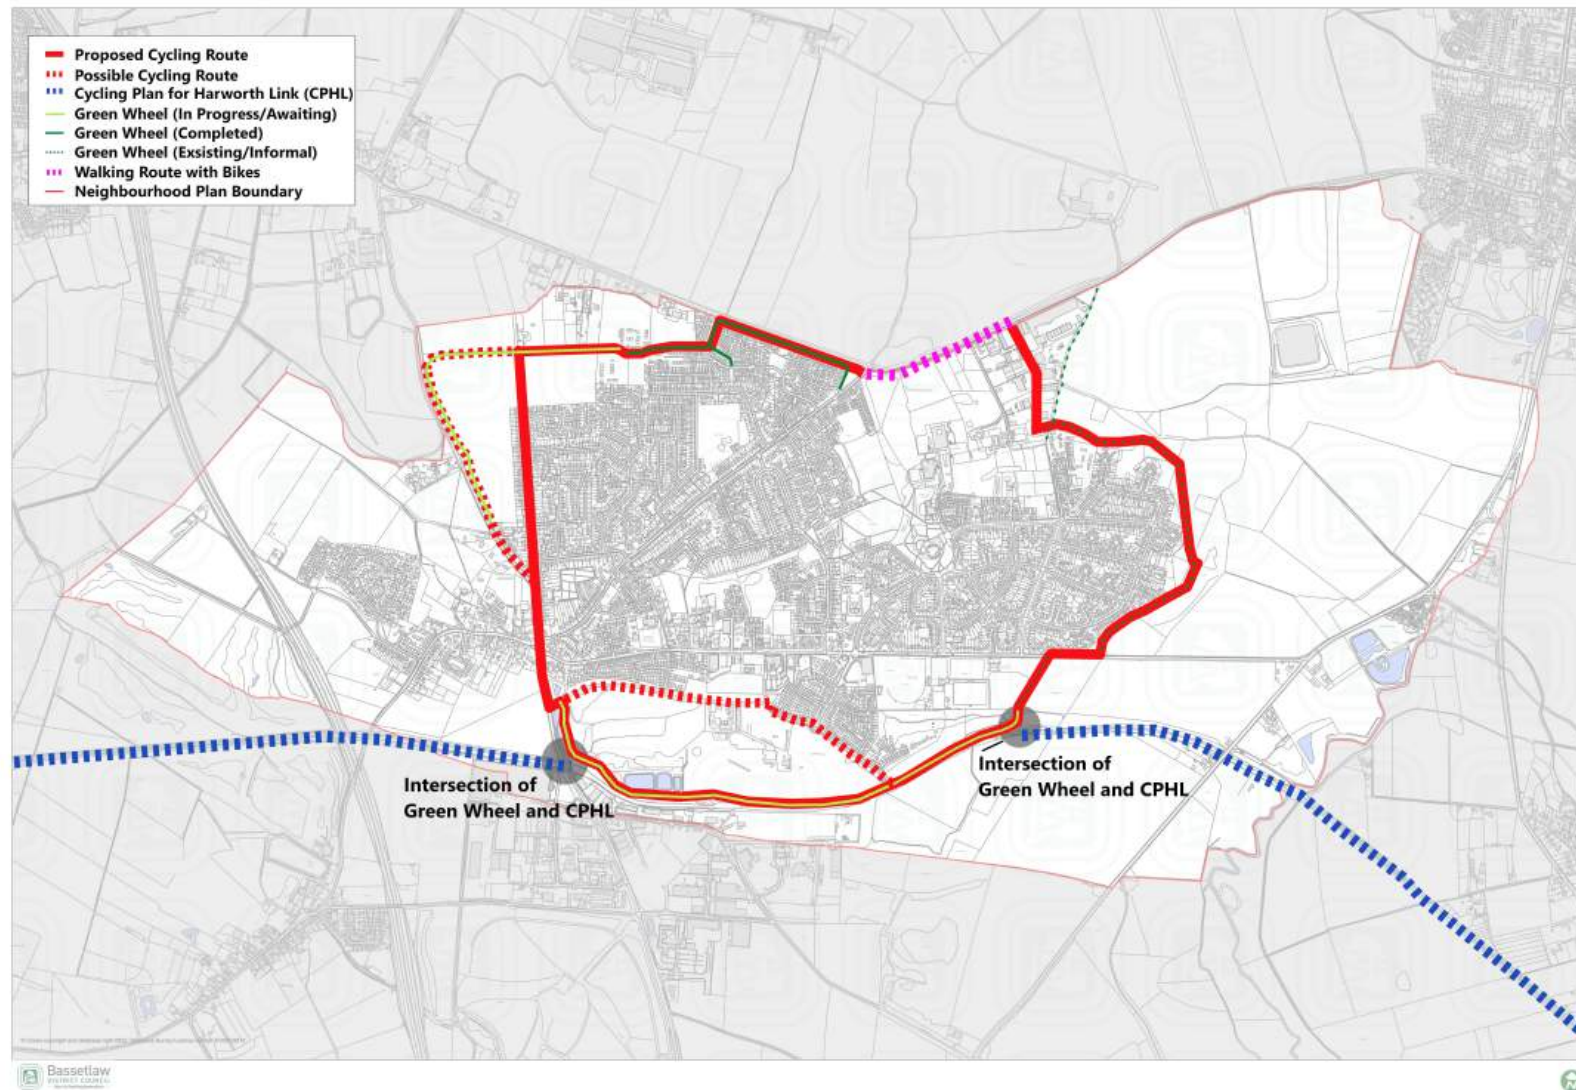 Proposed Cycling Route
Possible Cycling Route
Cycling Plan for Harworth Link (CPHL)
Green Wheel (In Progress/Awaiting)
Green Wheel (Completed)
Green Wheel (Exsisting/Informal)
Walking Route with Bikes
Neighbourhood Plan Boundary
Intersection of
Green Wheel and CPHL
Intersection of
Green Wheel and CPHL
Bassetlaw
DISTRICT COUNCIL